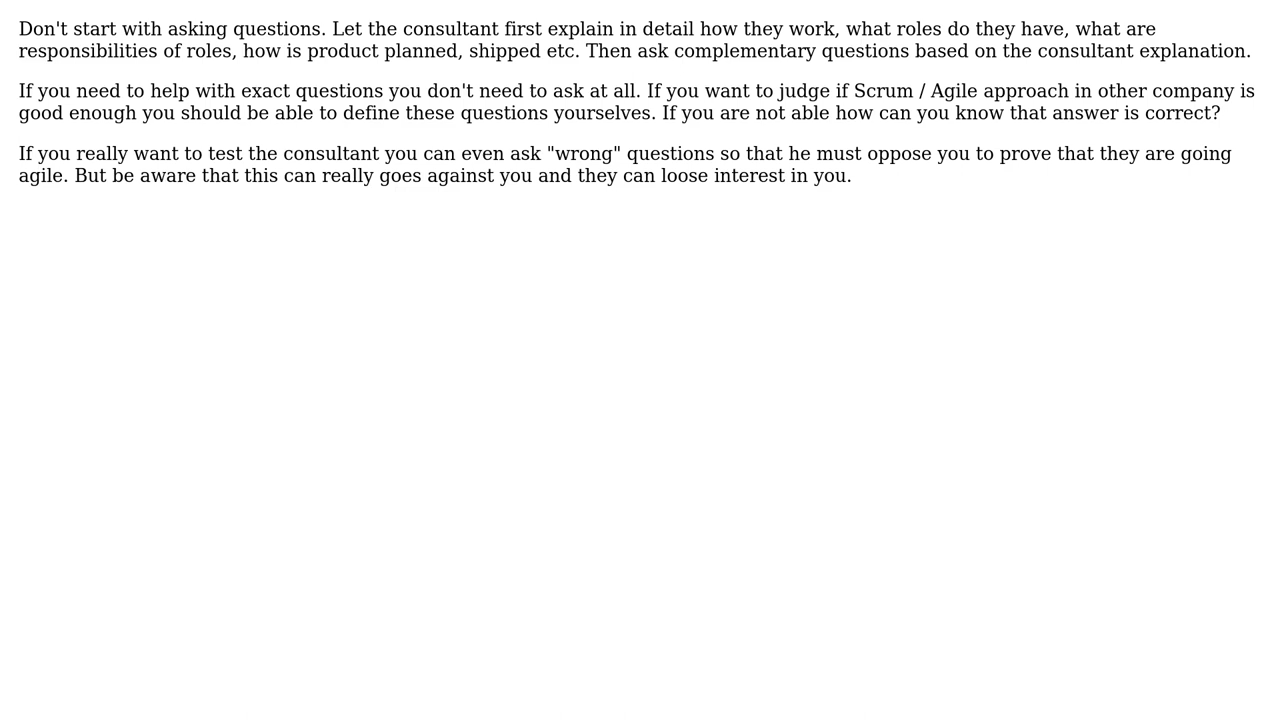 Don't start with asking questions. Let the consultant first explain in detail how they work, what roles do they have, what are
responsibilities of roles, how is product planned, shipped etc. Then ask complementary questions based on the consultant explanation.
If you need to help with exact questions you don't need to ask at all. If you want to judge if Scrum / Agile approach in other company is
good enough you should be able to define these questions yourselves. If you are not able how can you know that answer is correct?
If you really want to test the consultant you can even ask "wrong" questions so that he must oppose you to prove that they are going
agile. But be aware that this can really goes against you and they can loose interest in you.